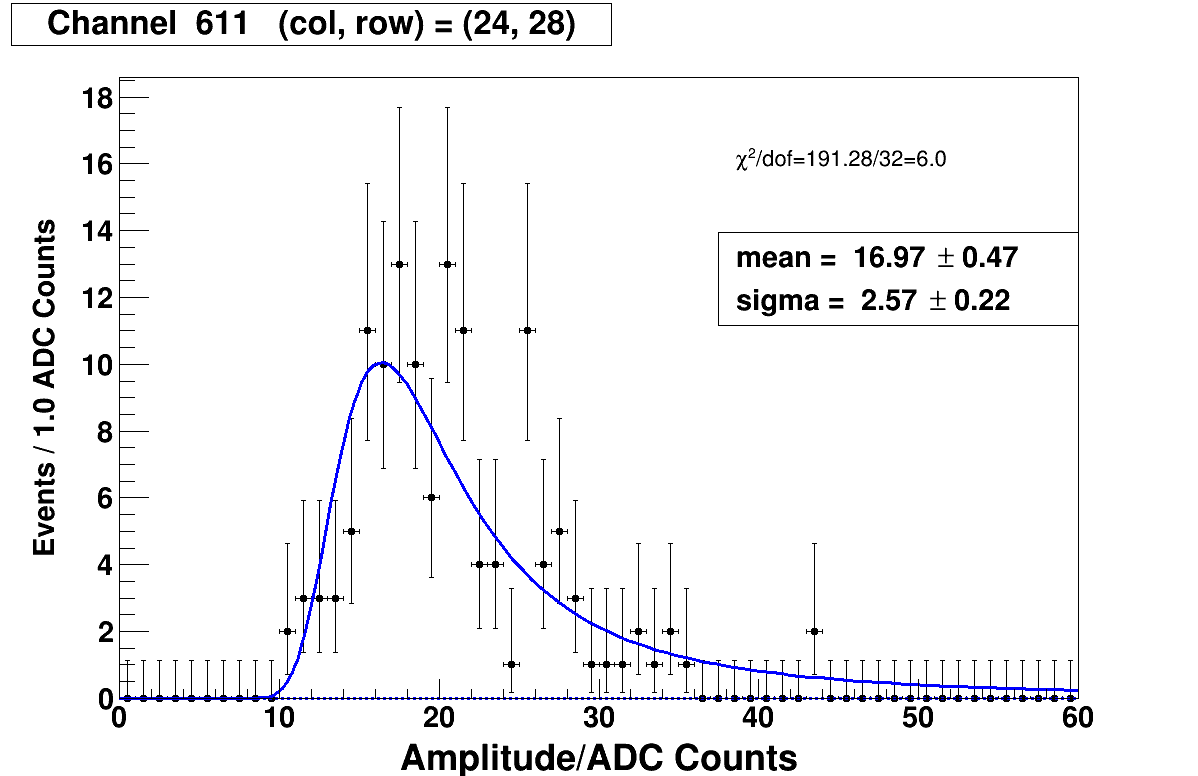 Channel 611 (col, row) = (24, 28)
18
16
14
12
10
8
6
4
2
0
Events / 1.0 ADC Counts
χ²/dof=191.28/32=6.0
mean = 16.97 ± 0.47
sigma = 2.57 ± 0.22
0 10 20 30 40 50 60
Amplitude/ADC Counts